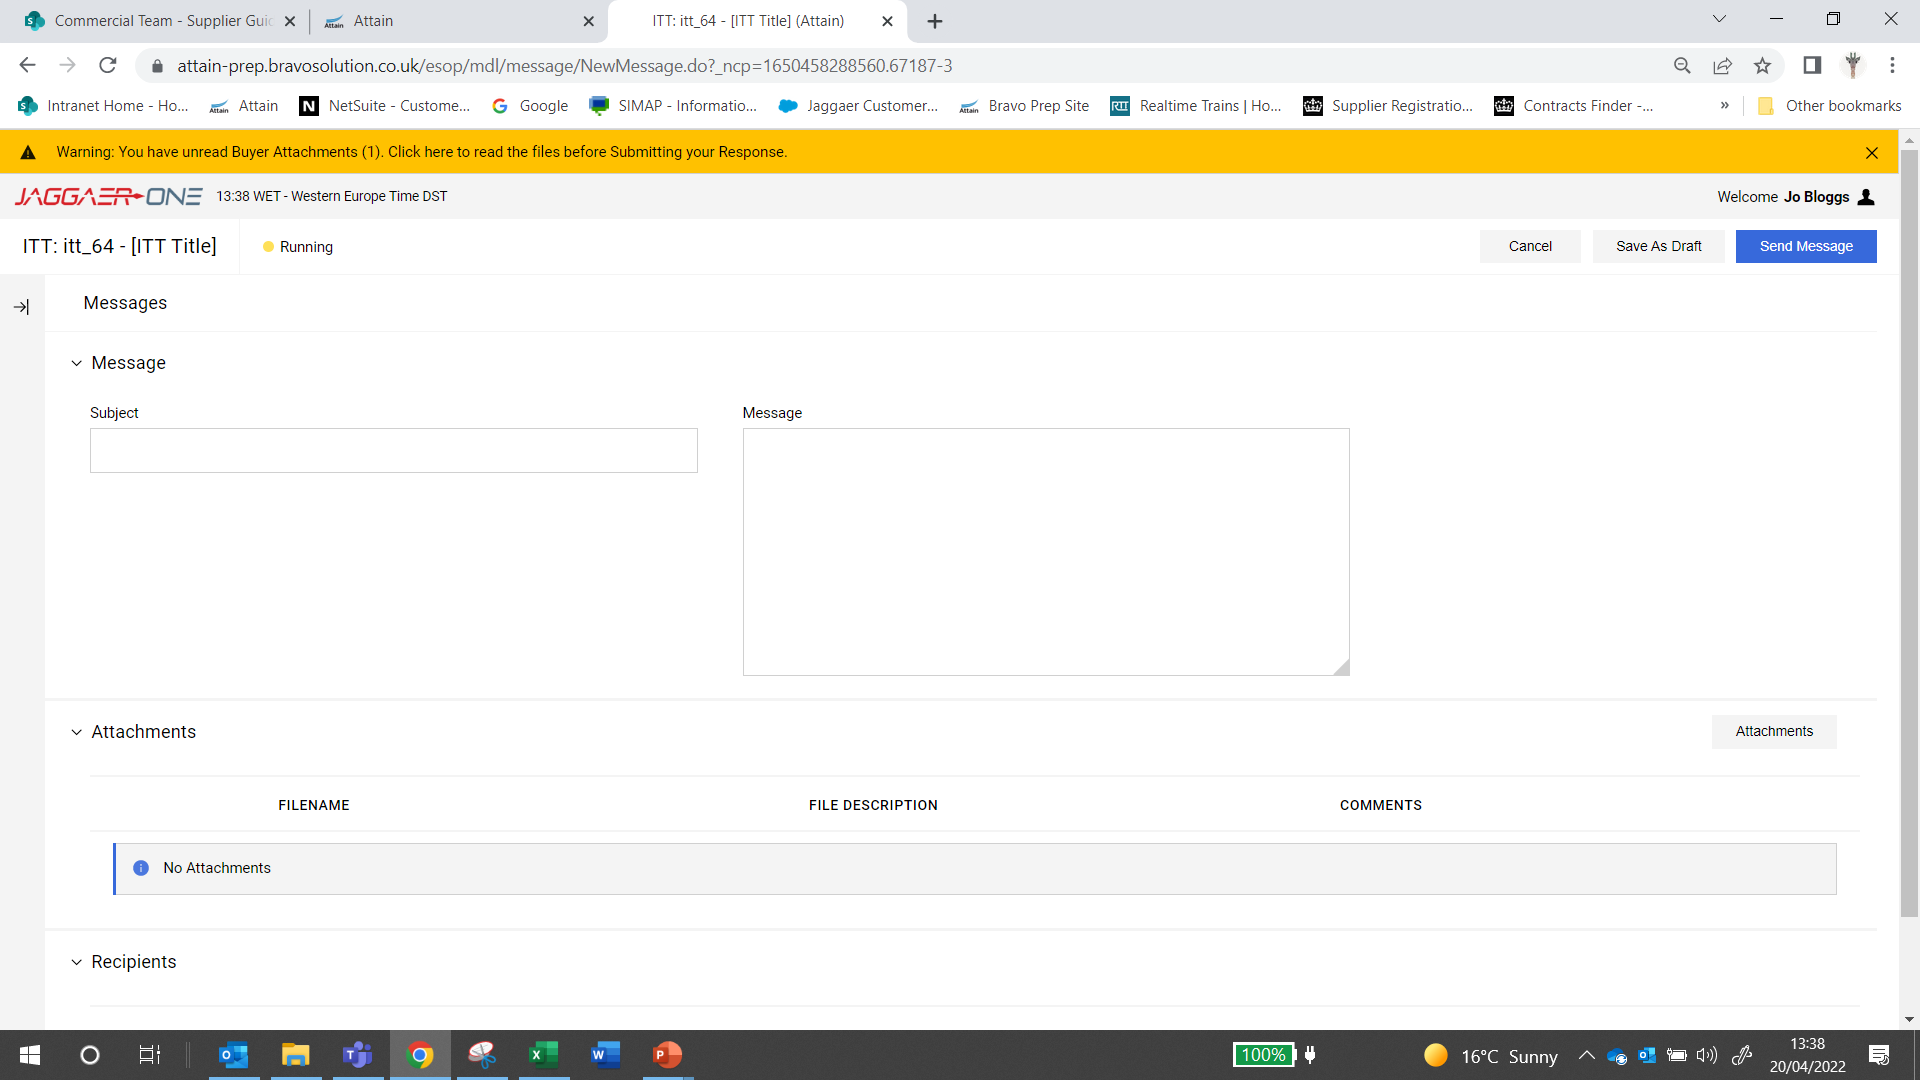 Commercial Team - Supplier Guid
Attain
ITT: itt_64 - [ITT Title] (Attain)
attain-prep.bravosolution.co.uk/esop/mdl/message/NewMessage.do?_ncp=1650458288560.67187-3
Intranet Home - Ho...
Attain
NetSuite - Custome...
Google
SIMAP - Informatio...
Jaggaer Customer...
Bravo Prep Site
RTT
Realtime Trains | Ho...
Supplier Registratio...
Contracts Finder -...
»
Other bookmarks
Warning: You have unread Buyer Attachments (1). Click here to read the files before Submitting your Response.
JAGGAER ONE
13:38 WET - Western Europe Time DST
Welcome Jo Bloggs
ITT: itt_64 - [ITT Title]
Running
Cancel
Save As Draft
Send Message
Messages
Message
Subject
Message
Attachments
Attachments
FILENAME
FILE DESCRIPTION
COMMENTS
No Attachments
Recipients
100%
16°C Sunny
13:38
20/04/2022